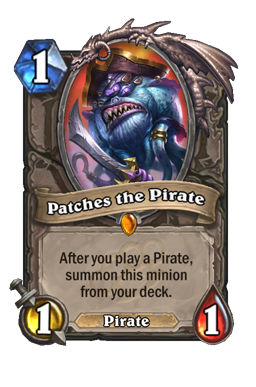 1
Patches the Pirate
After you play a Pirate,
summon this minion
from your deck.
1
Pirate
1